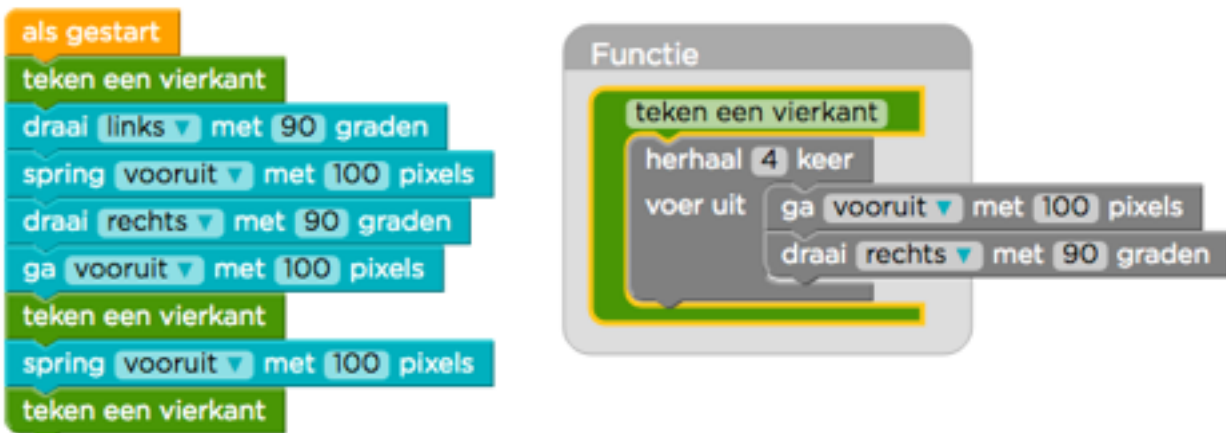 als gestart
teken een vierkant
draai links ▼ met 90 graden
spring vooruit ▼ met 100 pixels
draai rechts ▼ met 90 graden
ga vooruit ▼ met 100 pixels
teken een vierkant
spring vooruit ▼ met 100 pixels
teken een vierkant
Functie
teken een vierkant
herhaal 4 keer
voer uit ga vooruit ▼ met 100 pixels
draai rechts ▼ met 90 graden